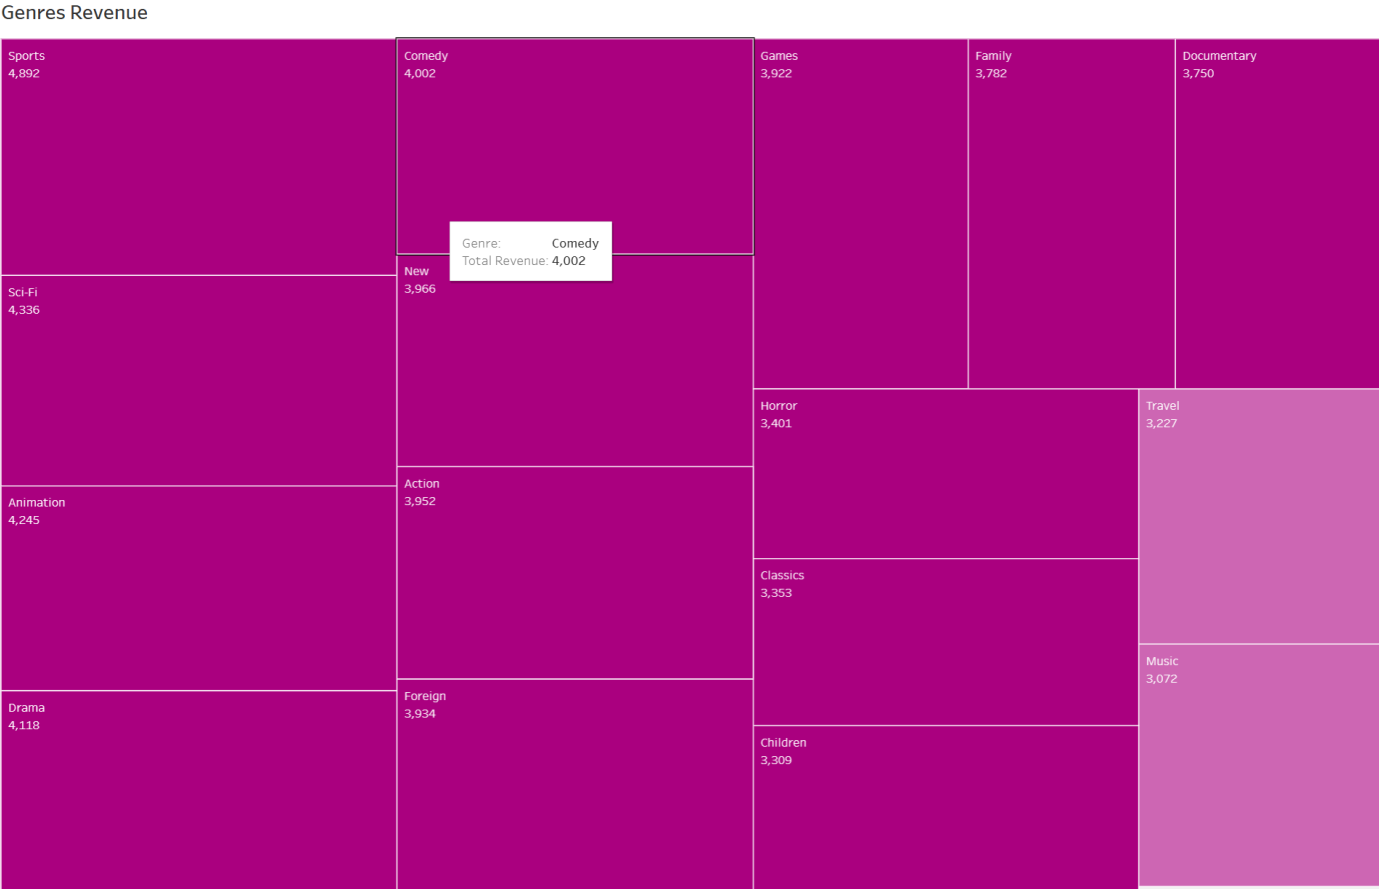 Genres Revenue
Sports
4,892
Comedy
4,002
Games
3,922
Family
3,782
Documentary
3,750
Genre: Comedy
Total Revenue: 4,002
New
3,966
Sci-Fi
4,336
Horror
3,401
Travel
3,227
Action
3,952
Animation
4,245
Classics
3,353
Music
3,072
Foreign
3,934
Drama
4,118
Children
3,309